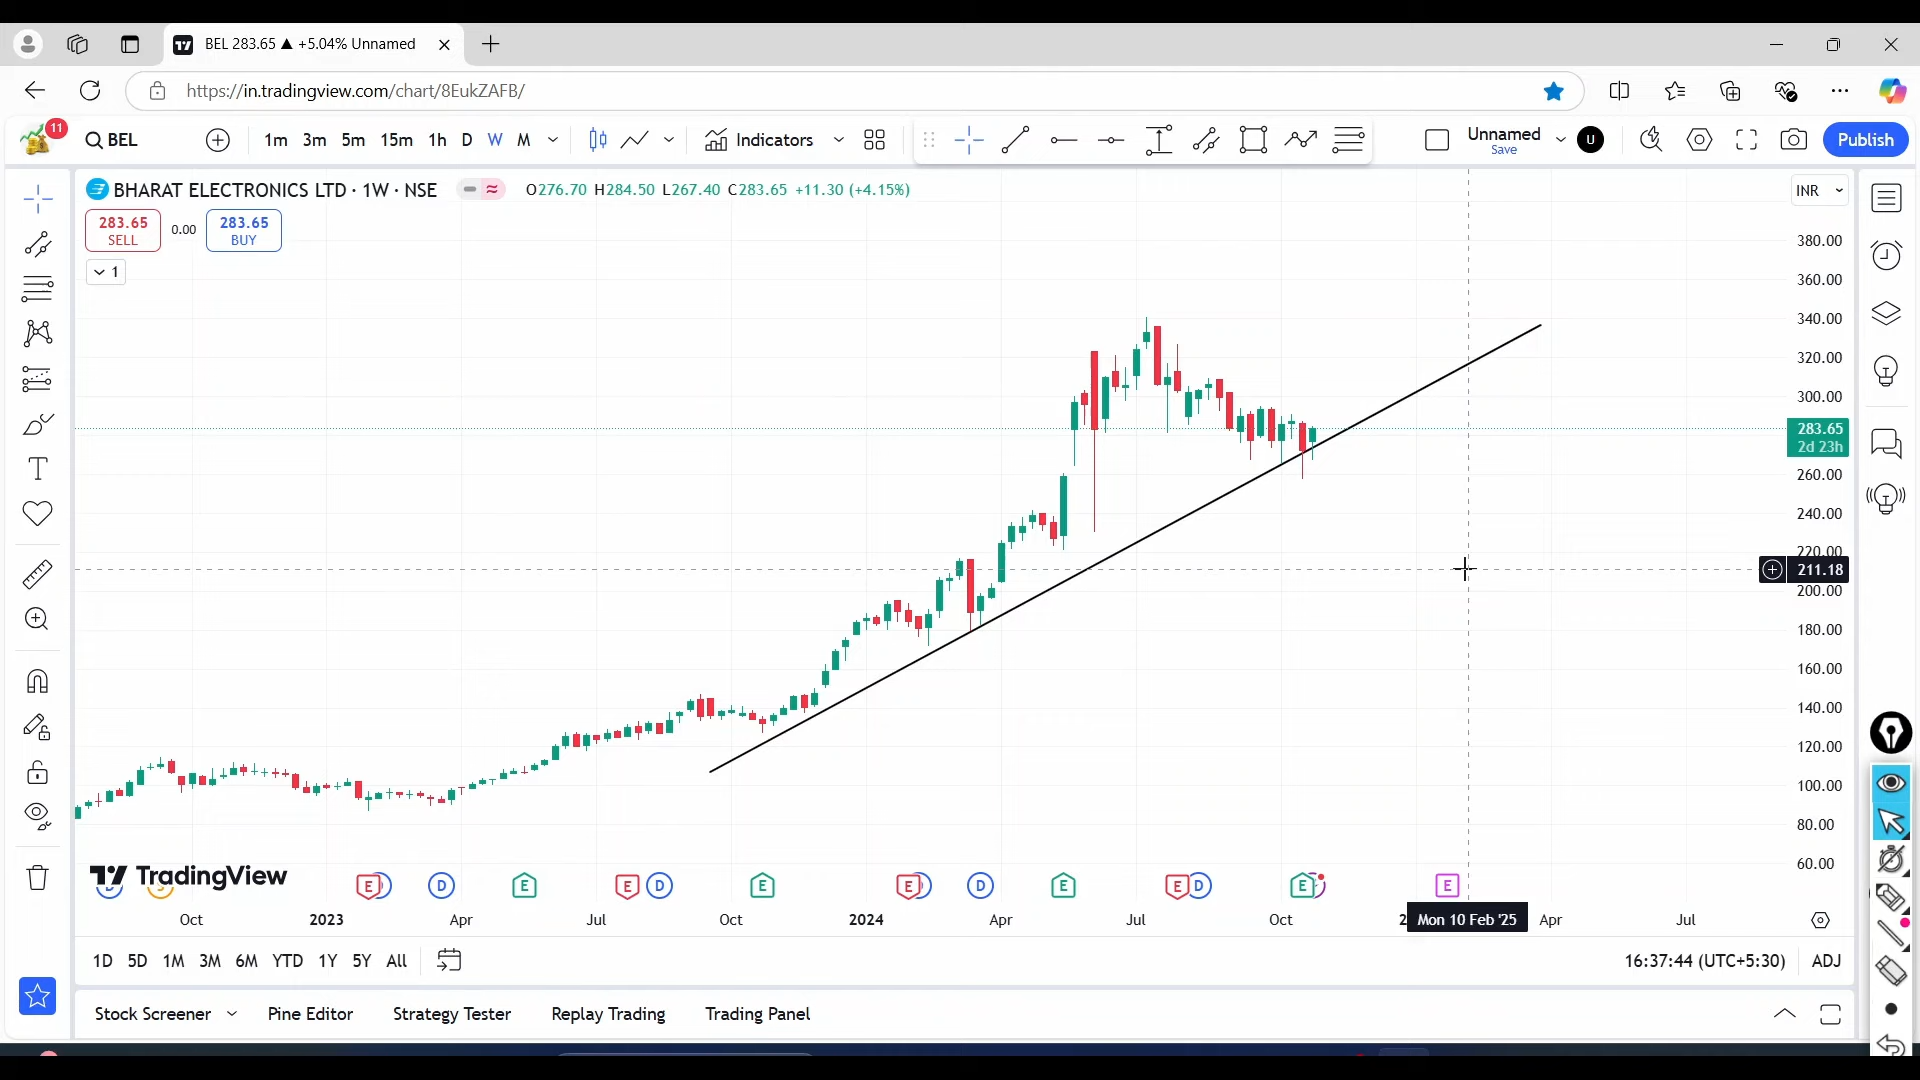 BEL 283.65 ▲ +5.04% Unnamed
https://in.tradingview.com/chart/8EukZAFB/
11
BEL
1m 3m 5m 15m 1h D W M
Indicators
Unnamed
Save
U
Publish
BHARAT ELECTRONICS LTD · 1W · NSE
O276.70 H284.50 L267.40 C283.65 +11.30 (+4.15%)
INR
283.65
SELL
0.00
283.65
BUY
1
380.00
360.00
340.00
320.00
300.00
283.65
2d 23h
260.00
240.00
220.00
211.18
200.00
180.00
160.00
140.00
120.00
100.00
80.00
60.00
TradingView
E D E E D E E D E E D E E
Oct 2023 Apr Jul Oct 2024 Apr Jul Oct Mon 10 Feb '25 Apr Jul
1D 5D 1M 3M 6M YTD 1Y 5Y All
16:37:44 (UTC+5:30) ADJ
Stock Screener Pine Editor Strategy Tester Replay Trading Trading Panel